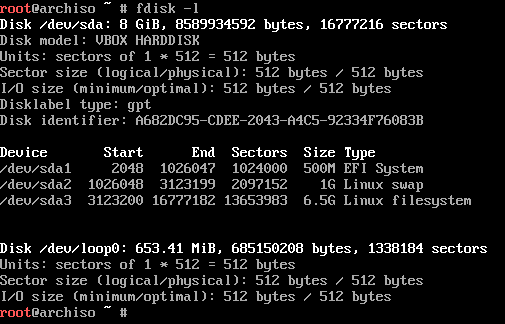 root@archiso ~ # fdisk -l
Disk /dev/sda: 8 GiB, 8589934592 bytes, 16777216 sectors
Disk model: VBOX HARDDISK
Units: sectors of 1 * 512 = 512 bytes
Sector size (logical/physical): 512 bytes / 512 bytes
I/O size (minimum/optimal): 512 bytes / 512 bytes
Disklabel type: gpt
Disk identifier: A682DC95-CDEE-2043-A4C5-92334F76083B
Device Start End Sectors Size Type
/dev/sda1 2048 1026047 1024000 500M EFI System
/dev/sda2 1026048 3123199 2097152 1G Linux swap
/dev/sda3 3123200 16777182 13653983 6.5G Linux filesystem
Disk /dev/loop0: 653.41 MiB, 685150208 bytes, 1338184 sectors
Units: sectors of 1 * 512 = 512 bytes
Sector size (logical/physical): 512 bytes / 512 bytes
I/O size (minimum/optimal): 512 bytes / 512 bytes
root@archiso ~ #